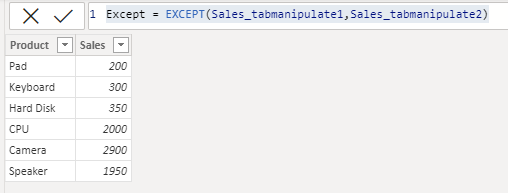 1 Except = EXCEPT(Sales_tabmanipulate1,Sales_tabmanipulate2)
Product Sales
Pad 200
Keyboard 300
Hard Disk 350
CPU 2000
Camera 2900
Speaker 1950